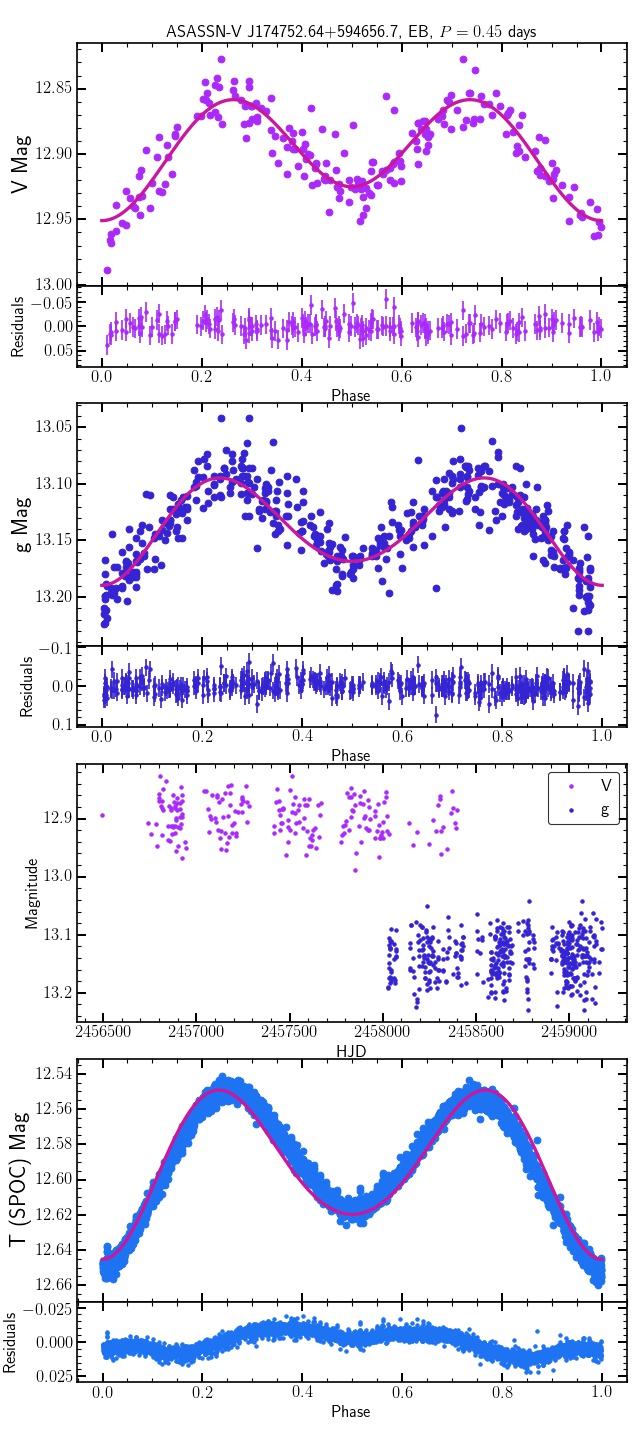 ASASSN-V J174752.64+594656.7, EB, P = 0.45 days
12.85
12.90
12.95
13.00
V Mag
−0.05
0.00
0.05
Residuals
0.0 0.2 0.4 0.6 0.8 1.0
Phase
13.05
13.10
13.15
13.20
g Mag
−0.1
0.0
0.1
Residuals
0.0 0.2 0.4 0.6 0.8 1.0
Phase
V
g
12.9
13.0
13.1
13.2
Magnitude
2456500 2457000 2457500 2458000 2458500 2459000
HJD
12.54
12.56
12.58
12.60
12.62
12.64
12.66
T (SPOC) Mag
−0.025
0.000
0.025
Residuals
0.0 0.2 0.4 0.6 0.8 1.0
Phase